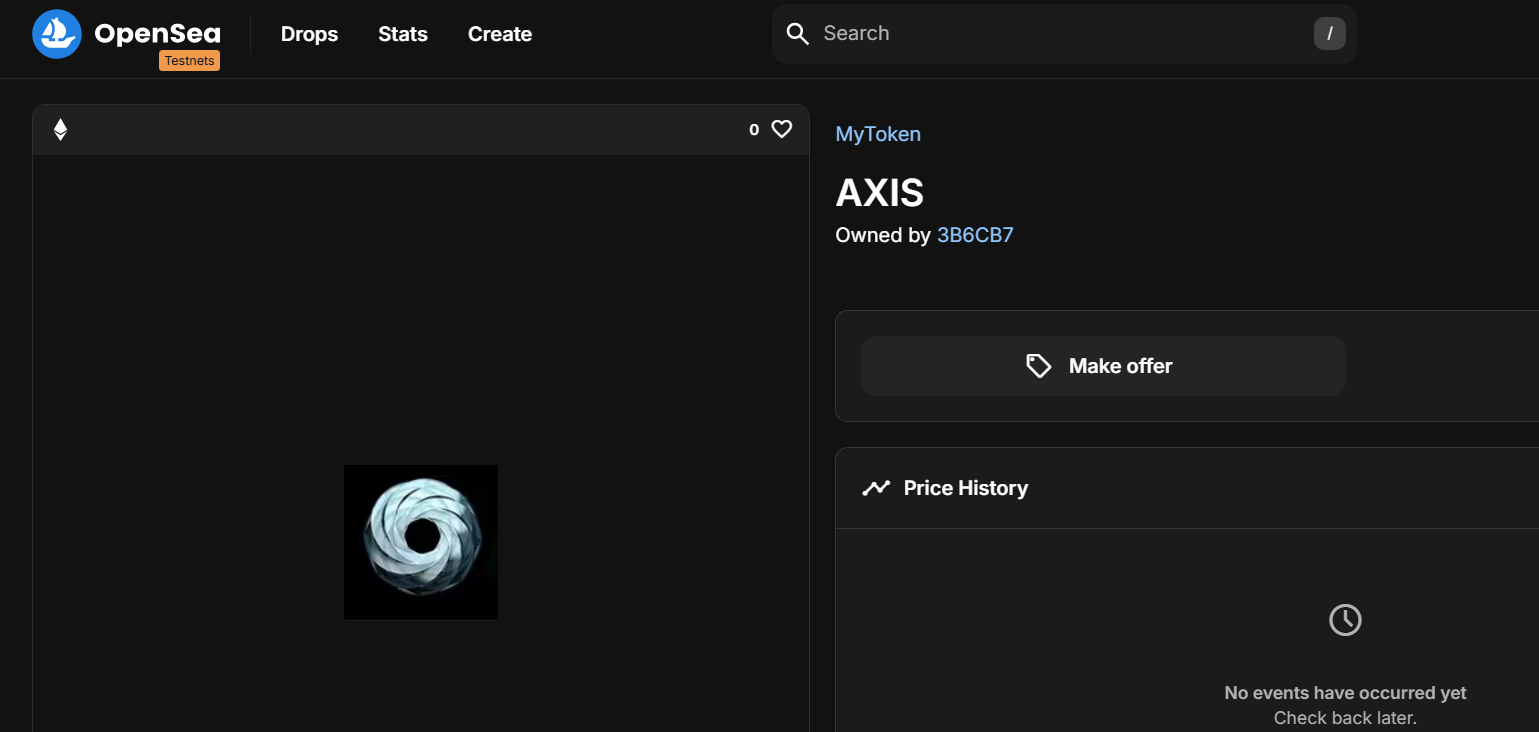 OpenSea
Testnets
Drops Stats Create
Search /
0
MyToken
AXIS
Owned by 3B6CB7
Make offer
Price History
No events have occurred yet
Check back later.